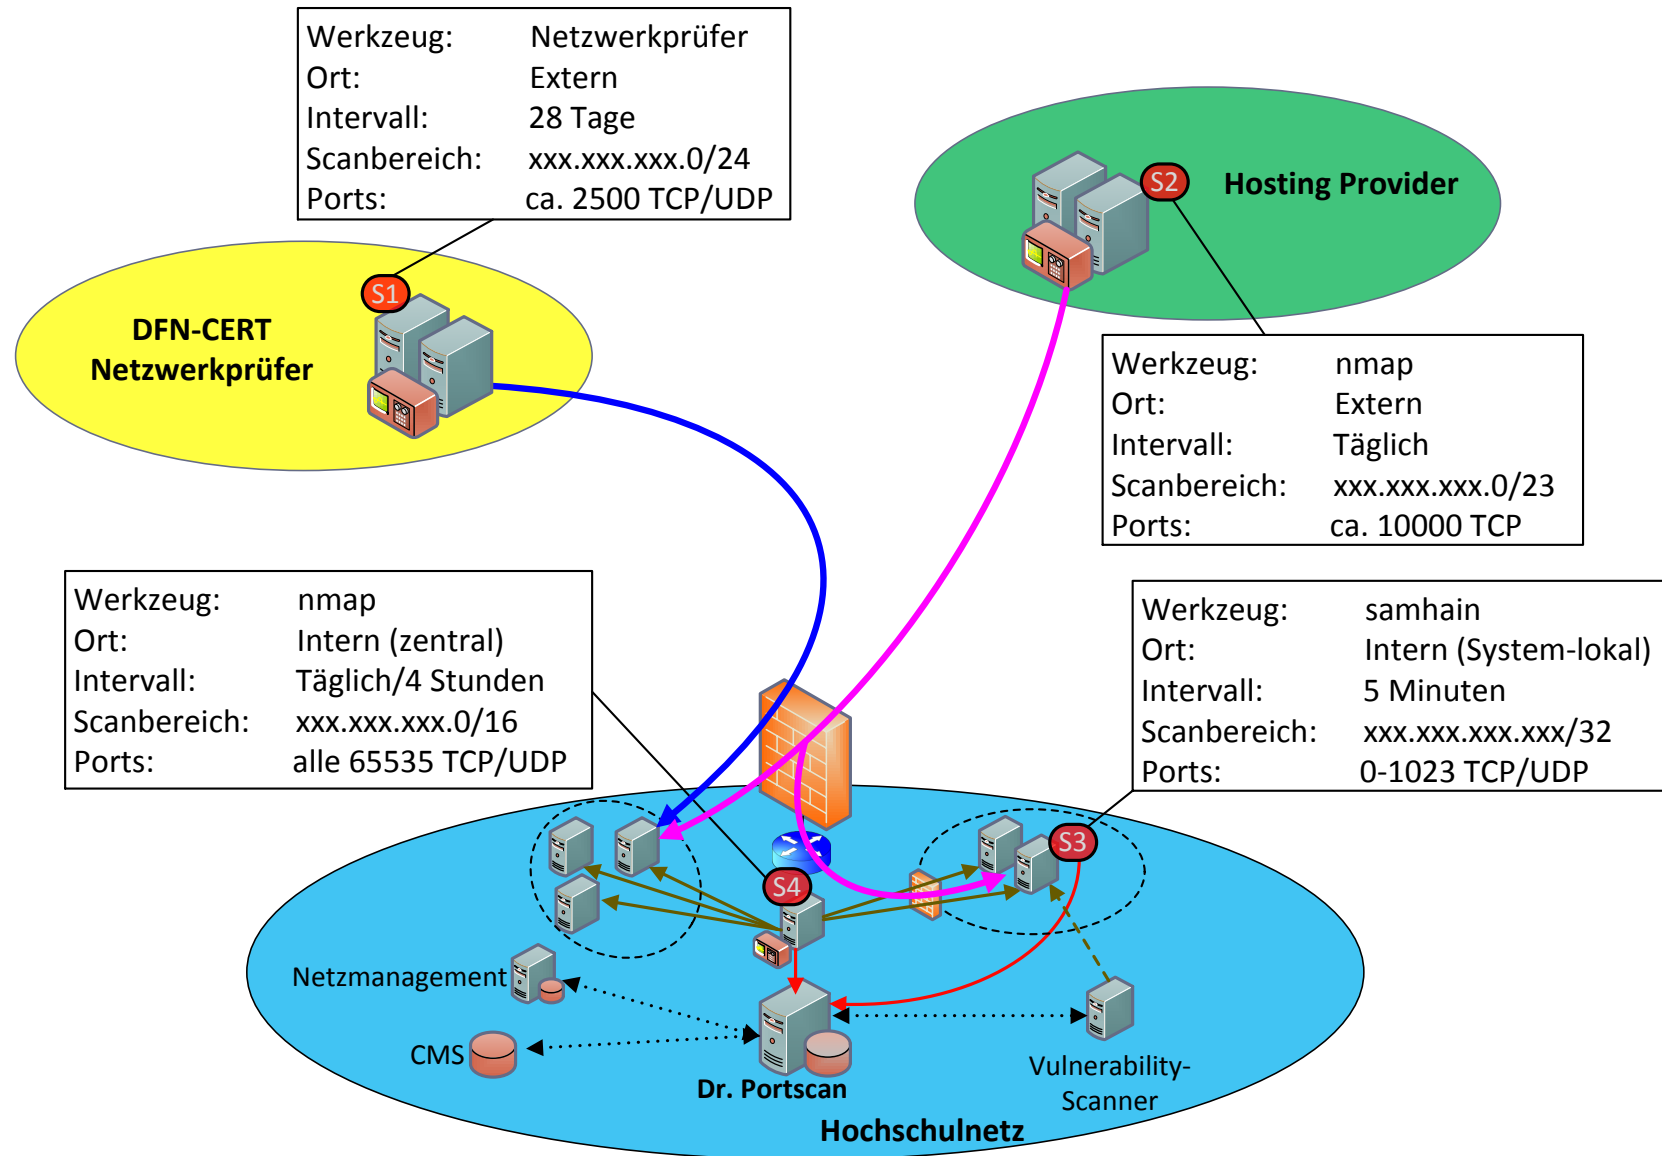 Werkzeug: Netzwerkprüfer
Ort: Extern
Intervall: 28 Tage
Scanbereich: xxx.xxx.xxx.0/24
Ports: ca. 2500 TCP/UDP
S2
Hosting Provider
S1
DFN-CERT
Netzwerkprüfer
Werkzeug: nmap
Ort: Extern
Intervall: Täglich
Scanbereich: xxx.xxx.xxx.0/23
Ports: ca. 10000 TCP
Werkzeug: nmap
Ort: Intern (zentral)
Intervall: Täglich/4 Stunden
Scanbereich: xxx.xxx.xxx.0/16
Ports: alle 65535 TCP/UDP
Werkzeug: samhain
Ort: Intern (System-lokal)
Intervall: 5 Minuten
Scanbereich: xxx.xxx.xxx.xxx/32
Ports: 0-1023 TCP/UDP
S3
S4
Netzmanagement
CMS
Dr. Portscan
Vulnerability-
Scanner
Hochschulnetz